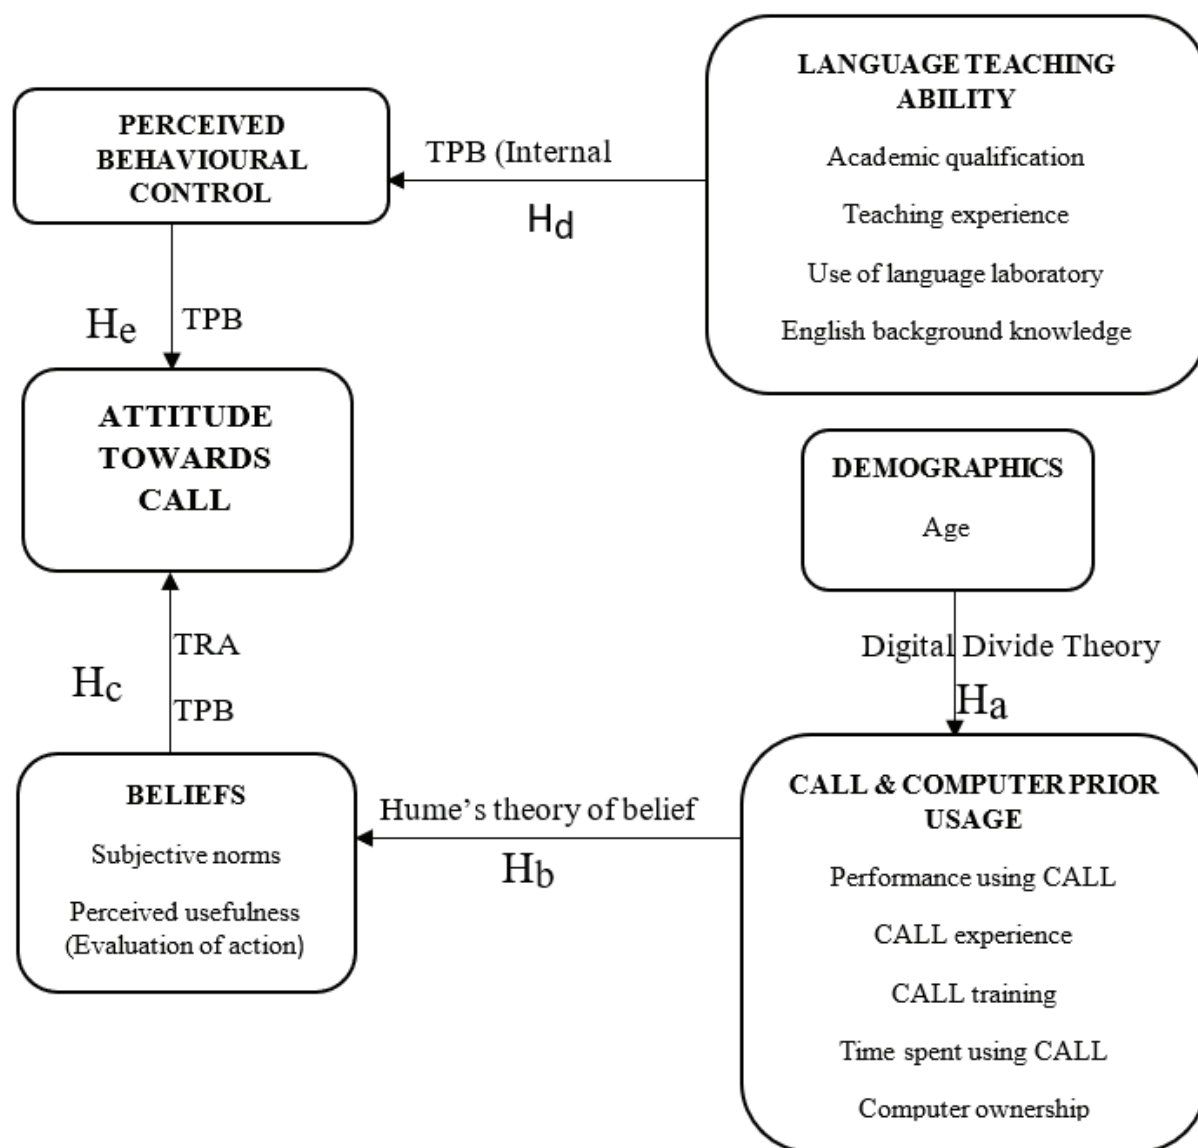 PERCEIVED
BEHAVIOURAL
CONTROL
TPB (Internal
Hd
LANGUAGE TEACHING
ABILITY
Academic qualification
Teaching experience
Use of language laboratory
English background knowledge
He
TPB
ATTITUDE
TOWARDS
CALL
DEMOGRAPHICS
Age
TRA
Hc
TPB
Digital Divide Theory
Ha
BELIEFS
Subjective norms
Perceived usefulness
(Evaluation of action)
Hume’s theory of belief
Hb
CALL & COMPUTER PRIOR
USAGE
Performance using CALL
CALL experience
CALL training
Time spent using CALL
Computer ownership